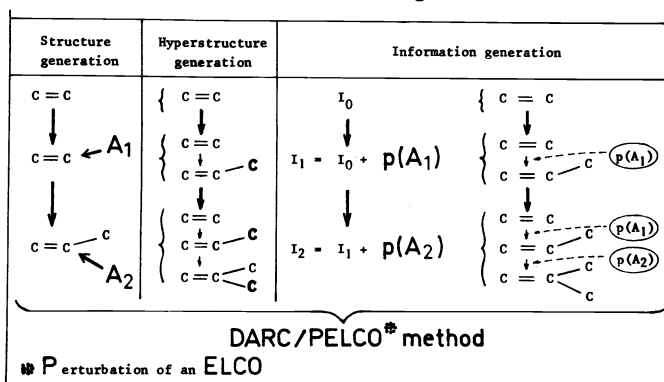 Structure generation
Hyperstructure generation
Information generation
C=C
{ C=C
I0
{ C = C
C=C ← A1
{ C=C
C=C—C
I1 = I0 + p(A1)
{ C = C
C = C—C
p(A1)
C=C—C
A2
{ C=C
C=C—C
C=C—C
C
I2 = I1 + p(A2)
{ C = C
C = C—C
C = C—C
C
p(A1)
p(A2)
DARC/PELCO* method
* Perturbation of an ELCO